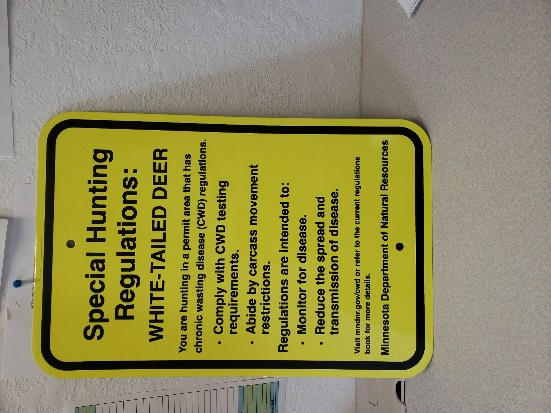 Special Hunting
Regulations:
WHITE-TAILED DEER
You are hunting in a permit area that has
chronic wasting disease (CWD) regulations.
• Comply with CWD testing
requirements.
• Abide by carcass movement
restrictions.
Regulations are intended to:
• Monitor for disease.
• Reduce the spread and
transmission of disease.
Visit mndnr.gov/cwd or refer to the current regulations
book for more details.
Minnesota Department of Natural Resources